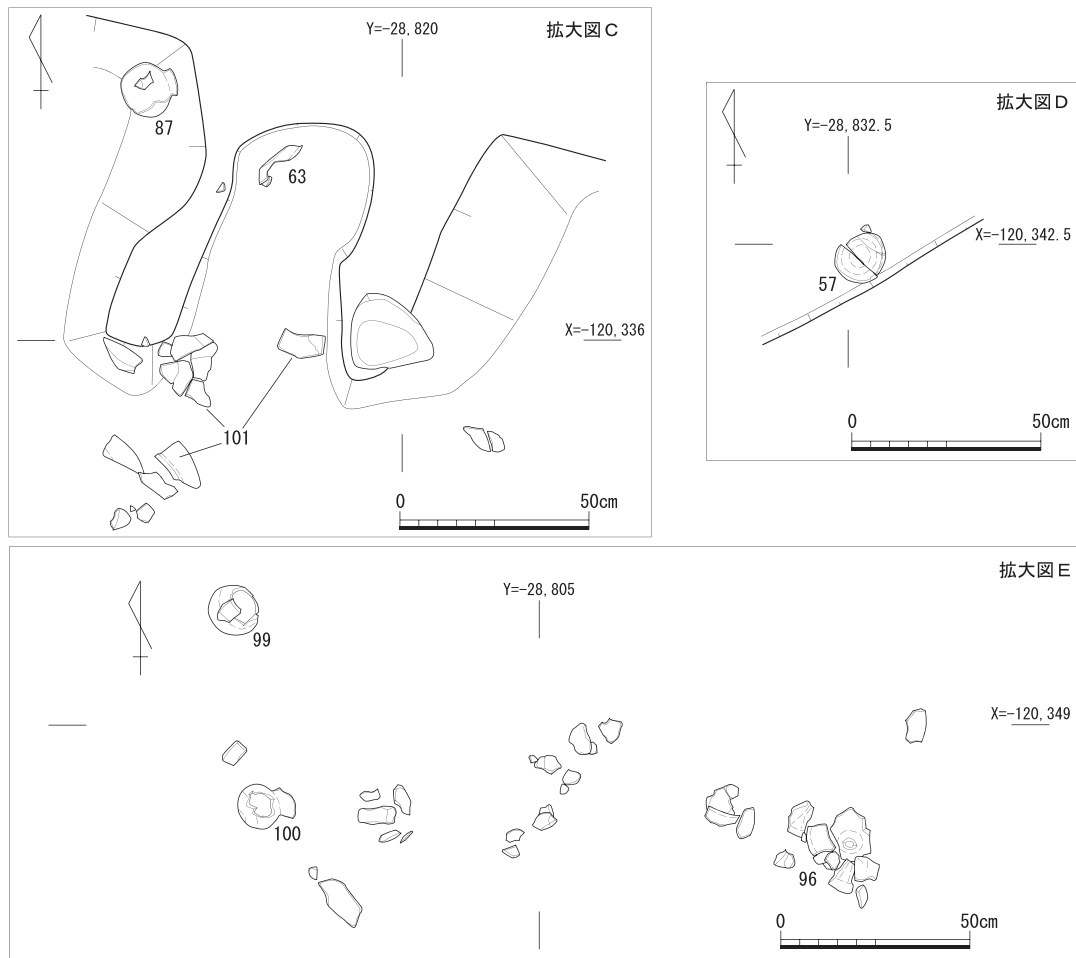 拡大図C
Y=-28,820
87
63
X=-120,336
101
0 50cm
拡大図D
Y=-28,832.5
X=-120,342.5
57
0 50cm
拡大図E
Y=-28,805
99
X=-120,349
100
96
0 50cm